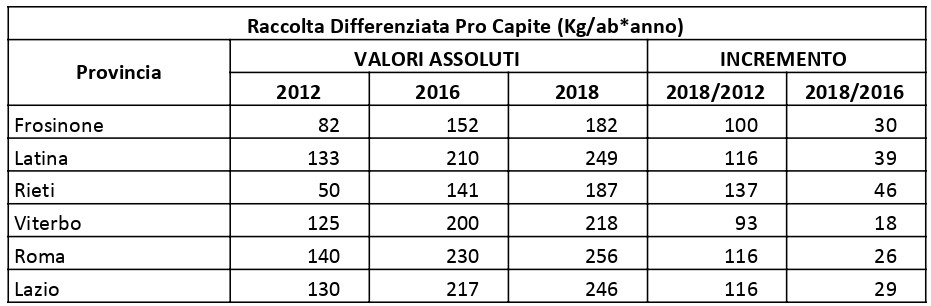 Raccolta Differenziata Pro Capite (Kg/ab*anno)
Provincia VALORI ASSOLUTI INCREMENTO
2012 2016 2018 2018/2012 2018/2016
Frosinone 82 152 182 100 30
Latina 133 210 249 116 39
Rieti 50 141 187 137 46
Viterbo 125 200 218 93 18
Roma 140 230 256 116 26
Lazio 130 217 246 116 29